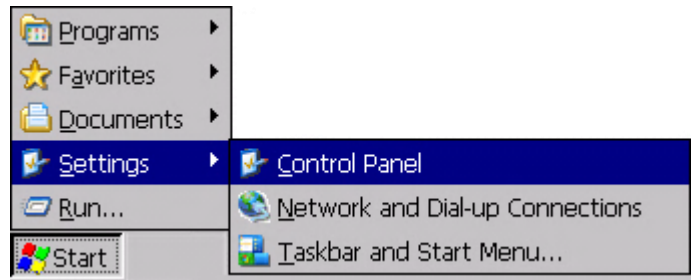 Programs
Favorites
Documents
Settings
Control Panel
Run...
Network and Dial-up Connections
Start
Taskbar and Start Menu...